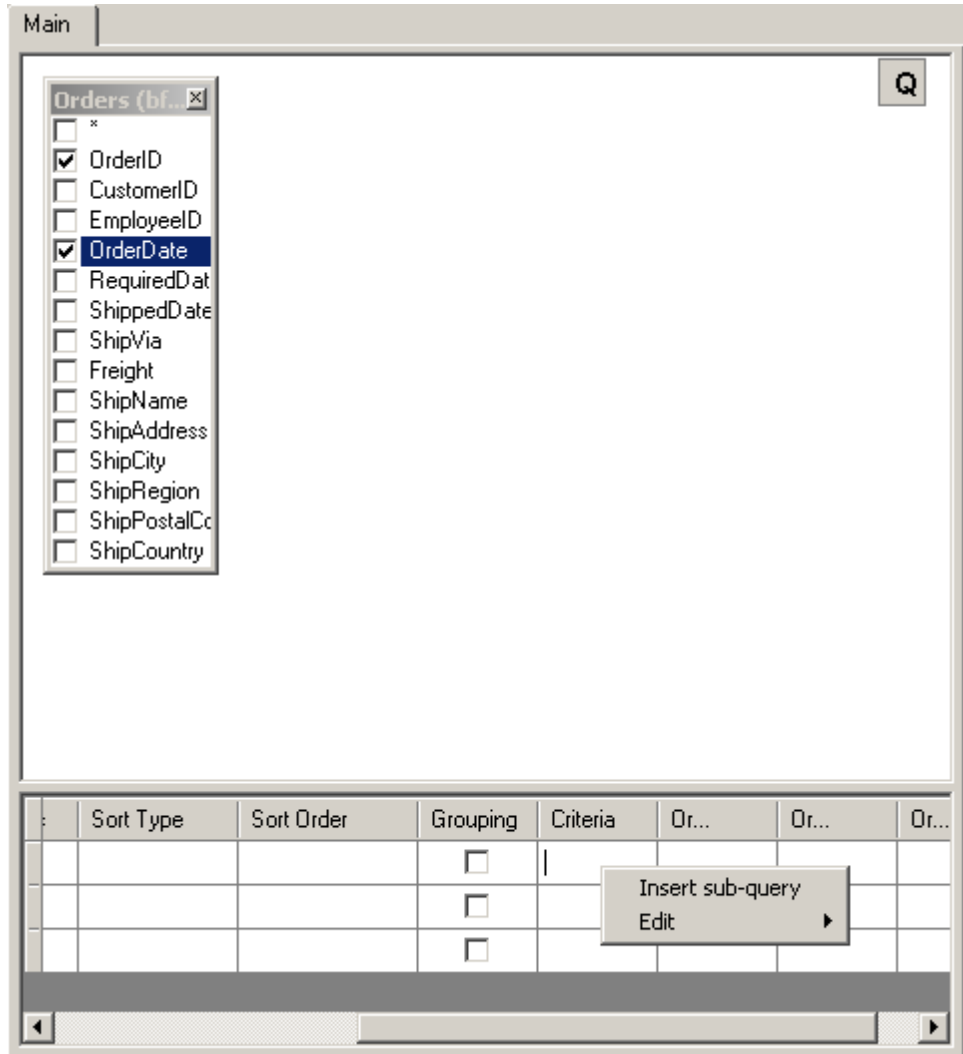 Main
Q
Orders (bf...
*
OrderID
CustomerID
EmployeeID
OrderDate
RequiredDat
ShippedDate
ShipVia
Freight
ShipName
ShipAddress
ShipCity
ShipRegion
ShipPostalCo
ShipCountry
Sort Type Sort Order Grouping Criteria Or... Or... Or...
Insert sub-query
Edit